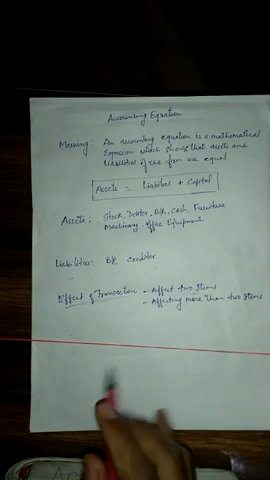 Accounting Equation
Meaning An accounting equation is a mathematical
Expression which shows that assets and
Liabilities of the firm are equal
Assets = Liabilities + Capital
Assets: Stock, Debtor, B/R, Cash Furniture
Machinery, Office Equipment
Liabilities: B/P, Creditor
Effect of Transection - Affect two Items
- Affecting more than two Items